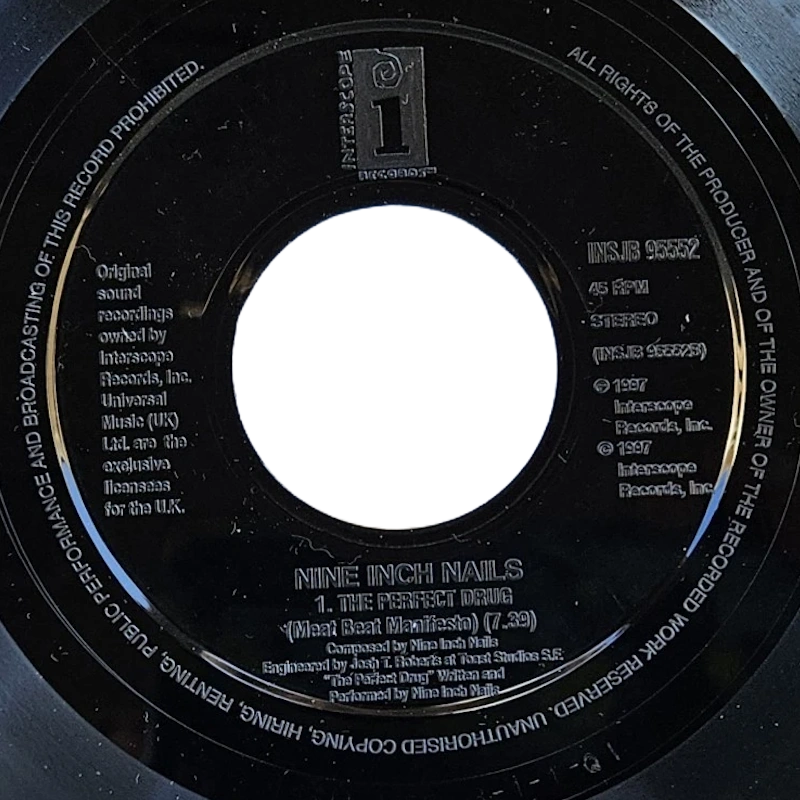 INTERSCOPE
i
RECORDS
Original
sound
recordings
owned by
Interscope
Records, Inc.
Universal
Music (UK)
Ltd. are the
exclusive
licensees
for the U.K.
INSJB 95552
45 RPM
STEREO
(INSJB 95552B)
℗ 1997
Interscope
Records, Inc.
© 1997
Interscope
Records, Inc.
NINE INCH NAILS
1. THE PERFECT DRUG
(Meat Beat Manifesto) (7.39)
Composed by Nine Inch Nails
Engineered by Josh T. Roberts at Toast Studios S.F.
"The Perfect Drug" Written and
Performed by Nine Inch Nails
ALL RIGHTS OF THE PRODUCER AND OF THE OWNER OF THE RECORDED WORK RESERVED. UNAUTHORISED COPYING, HIRING, RENTING, PUBLIC PERFORMANCE AND BROADCASTING OF THIS RECORD PROHIBITED.